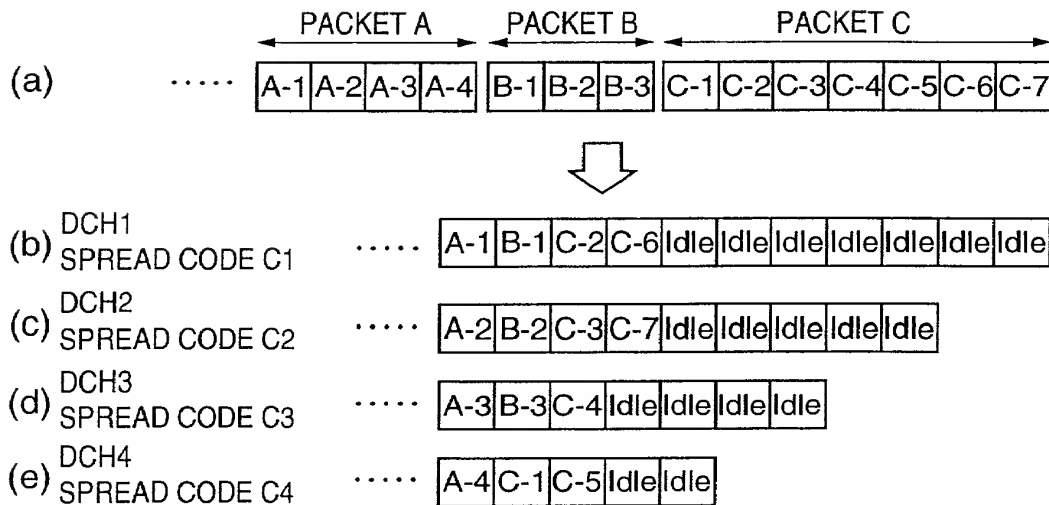 PACKET A PACKET B PACKET C
(a) ..... A-1 A-2 A-3 A-4 B-1 B-2 B-3 C-1 C-2 C-3 C-4 C-5 C-6 C-7
(b) DCH1
SPREAD CODE C1 ..... A-1 B-1 C-2 C-6 Idle Idle Idle Idle Idle Idle Idle
(c) DCH2
SPREAD CODE C2 ..... A-2 B-2 C-3 C-7 Idle Idle Idle Idle Idle
(d) DCH3
SPREAD CODE C3 ..... A-3 B-3 C-4 Idle Idle Idle Idle
(e) DCH4
SPREAD CODE C4 ..... A-4 C-1 C-5 Idle Idle